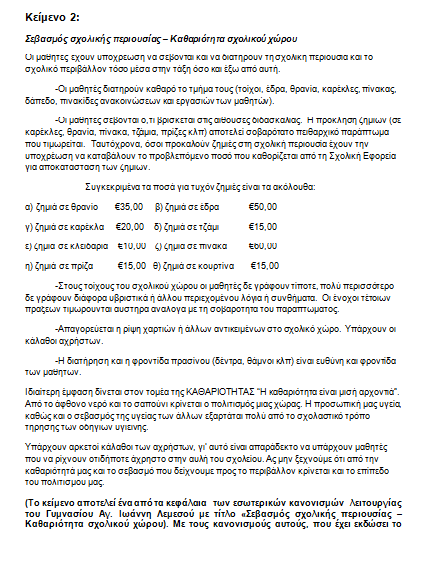 Κείμενο 2:
Σεβασμός σχολικής περιουσίας – Καθαριότητα σχολικού χώρου
Οι μαθητές έχουν υποχρέωση να σέβονται και να διατηρούν τη σχολική περιουσία και το
σχολικό περιβάλλον τόσο μέσα στην τάξη όσο και έξω από αυτή.
-Οι μαθητές διατηρούν καθαρό το τμήμα τους (τοίχοι, έδρα, θρανία, καρέκλες, πίνακας,
δάπεδο, πινακίδες ανακοινώσεων και εργασιών των μαθητών).
-Οι μαθητές σέβονται ό,τι βρίσκεται στις αίθουσες διδασκαλίας. Η πρόκληση ζημιών (σε
καρέκλες, θρανία, πίνακα, τζάμια, πρίζες κλπ) αποτελεί σοβαρότατο πειθαρχικό παράπτωμα
που τιμωρείται. Ταυτόχρονα, όσοι προκαλούν ζημιές στη σχολική περιουσία έχουν την
υποχρέωση να καταβάλουν το προβλεπόμενο ποσό που καθορίζεται από τη Σχολική Εφορεία
για αποκατάσταση των ζημιών.
Συγκεκριμένα τα ποσά για τυχόν ζημιές είναι τα ακόλουθα:
α) ζημιά σε θρανίο €35,00 β) ζημιά σε έδρα €50,00
γ) ζημιά σε καρέκλα €20,00 δ) ζημιά σε τζάμι €15,00
ε) ζημιά σε κλειδαριά €10,00 ζ) ζημιά σε πίνακα €60,00
η) ζημιά σε πρίζα €15,00 θ) ζημιά σε κουρτίνα €15,00
-Στους τοίχους του σχολικού χώρου οι μαθητές δε γράφουν τίποτε, πολύ περισσότερο
δε γράφουν διάφορα υβριστικά ή άλλου περιεχομένου λόγια ή συνθήματα. Οι ένοχοι τέτοιων
πράξεων τιμωρούνται αυστηρά ανάλογα με τη σοβαρότητα του παραπτώματος.
-Απαγορεύεται η ρίψη χαρτιών ή άλλων αντικειμένων στο σχολικό χώρο. Υπάρχουν οι
κάλαθοι αχρήστων.
-Η διατήρηση και η φροντίδα πρασίνου (δέντρα, θάμνοι κλπ) είναι ευθύνη και φροντίδα
των μαθητών.
Ιδιαίτερη έμφαση δίνεται στον τομέα της ΚΑΘΑΡΙΟΤΗΤΑΣ "Η καθαριότητα είναι μισή αρχοντιά".
Από το άφθονο νερό και το σαπούνι κρίνεται ο πολιτισμός μιας χώρας. Η προσωπική μας υγεία,
καθώς και ο σεβασμός της υγείας των άλλων εξαρτάται πολύ από το σχολαστικό τρόπο
τήρησης των οδηγιών υγιεινής.
Υπάρχουν αρκετοί κάλαθοι των αχρήστων, γι' αυτό είναι απαράδεκτο να υπάρχουν μαθητές
που να ρίχνουν οτιδήποτε άχρηστο στην αυλή του σχολείου. Ας μην ξεχνούμε ότι από την
καθαριότητά μας και το σεβασμό που δείχνουμε προς το περιβάλλον κρίνεται και το επίπεδο
του πολιτισμού μας.
(Το κείμενο αποτελεί ένα από τα κεφάλαια των εσωτερικών κανονισμών λειτουργίας
του Γυμνασίου Αγ. Ιωάννη Λεμεσού με τίτλο «Σεβασμός σχολικής περιουσίας –
Καθαριότητα σχολικού χώρου). Με τους κανονισμούς αυτούς, που έχει εκδώσει το